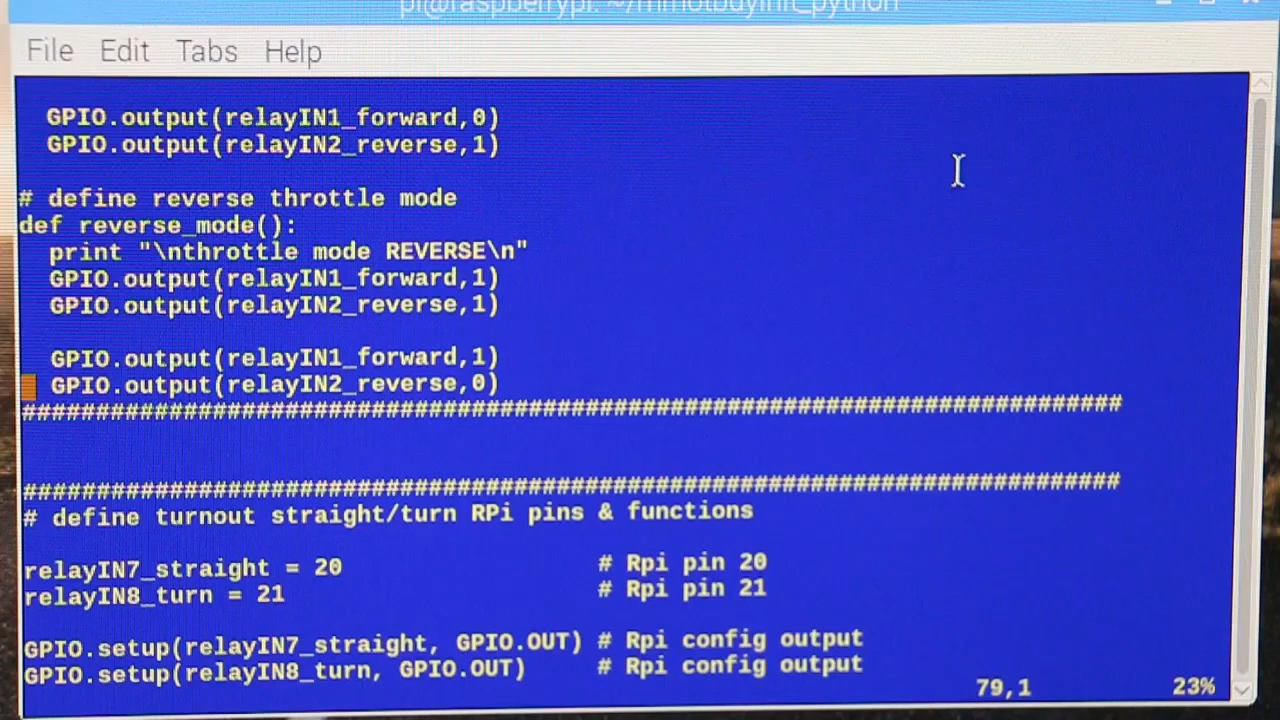 pi@raspberrypi: ~/mmotbdyinn_python
File Edit Tabs Help
GPIO.output(relayIN1_forward,0)
GPIO.output(relayIN2_reverse,1)
# define reverse throttle mode
def reverse_mode():
print "\nthrottle mode REVERSE\n"
GPIO.output(relayIN1_forward,1)
GPIO.output(relayIN2_reverse,1)
GPIO.output(relayIN1_forward,1)
GPIO.output(relayIN2_reverse,0)
###########################################################################
###########################################################################
# define turnout straight/turn RPi pins & functions
relayIN7_straight = 20 # Rpi pin 20
relayIN8_turn = 21 # Rpi pin 21
GPIO.setup(relayIN7_straight, GPIO.OUT) # Rpi config output
GPIO.setup(relayIN8_turn, GPIO.OUT) # Rpi config output
79,1 23%